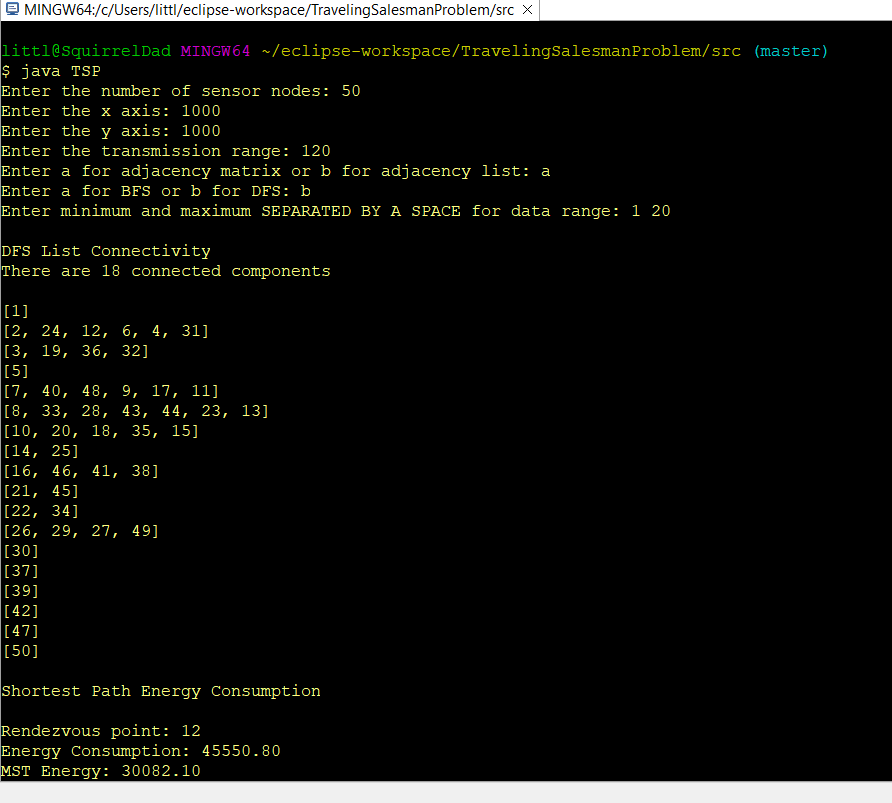 MINGW64:/c/Users/littl/eclipse-workspace/TravelingSalesmanProblem/src
littl@SquirrelDad MINGW64 ~/eclipse-workspace/TravelingSalesmanProblem/src (master)
$ java TSP
Enter the number of sensor nodes: 50
Enter the x axis: 1000
Enter the y axis: 1000
Enter the transmission range: 120
Enter a for adjacency matrix or b for adjacency list: a
Enter a for BFS or b for DFS: b
Enter minimum and maximum SEPARATED BY A SPACE for data range: 1 20
DFS List Connectivity
There are 18 connected components
[1]
[2, 24, 12, 6, 4, 31]
[3, 19, 36, 32]
[5]
[7, 40, 48, 9, 17, 11]
[8, 33, 28, 43, 44, 23, 13]
[10, 20, 18, 35, 15]
[14, 25]
[16, 46, 41, 38]
[21, 45]
[22, 34]
[26, 29, 27, 49]
[30]
[37]
[39]
[42]
[47]
[50]
Shortest Path Energy Consumption
Rendezvous point: 12
Energy Consumption: 45550.80
MST Energy: 30082.10